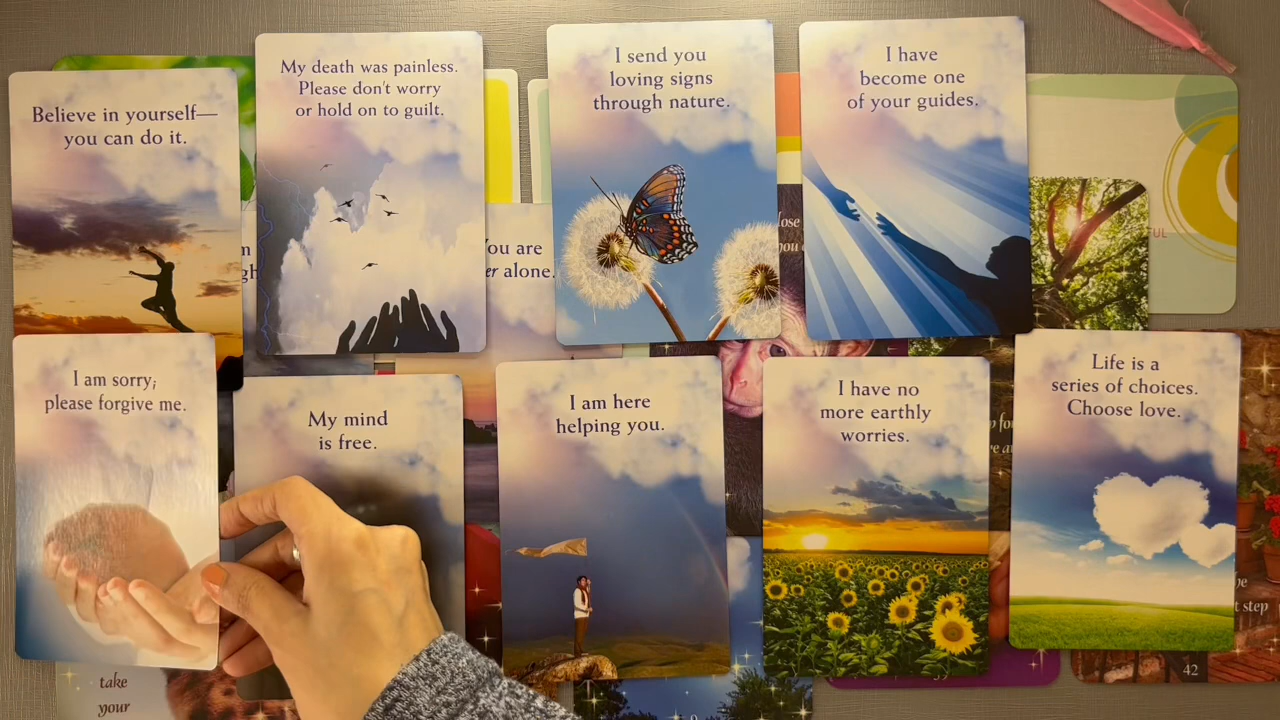 Believe in yourself—
you can do it.
My death was painless.
Please don't worry
or hold on to guilt.
I send you
loving signs
through nature.
I have
become one
of your guides.
You are
alone.
UL
I am sorry;
please forgive me.
My mind
is free.
I am here
helping you.
I have no
more earthly
worries.
Life is a
series of choices.
Choose love.
take
your
t step
42